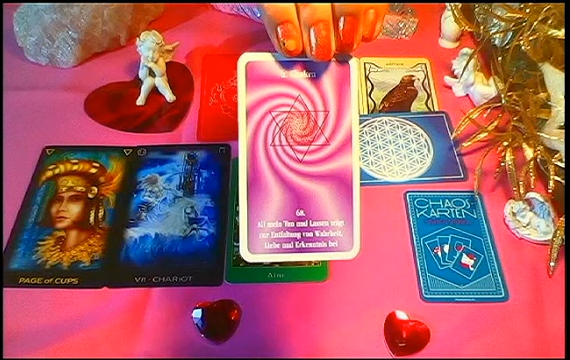 68.
All mein Tun und Lassen trägt
zur Entfaltung von Wahrheit,
Liebe und Erkenntnis bei
CHAOS-
KARTEN
PAGE of CUPS
VII · CHARIOT